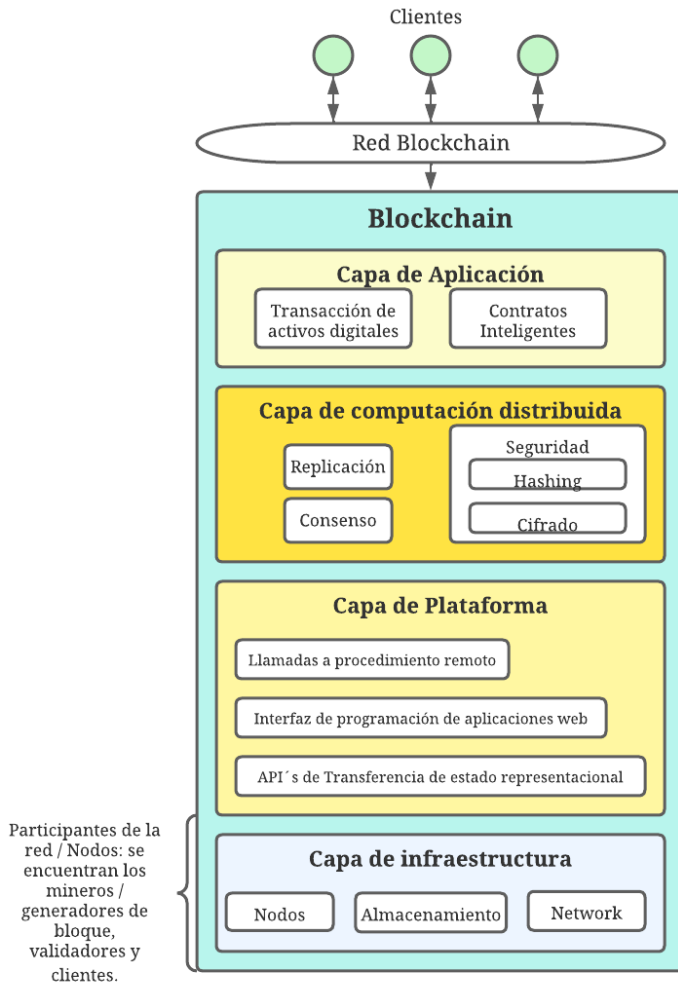 Clientes
Red Blockchain
Blockchain
Capa de Aplicación
Transacción de
activos digitales
Contratos
Inteligentes
Capa de computación distribuida
Replicación
Consenso
Seguridad
Hashing
Cifrado
Capa de Plataforma
Llamadas a procedimiento remoto
Interfaz de programación de aplicaciones web
API´s de Transferencia de estado representacional
Participantes de la
red / Nodos: se
encuentran los
mineros /
generadores de
bloque,
validadores y
clientes.
Capa de infraestructura
Nodos
Almacenamiento
Network